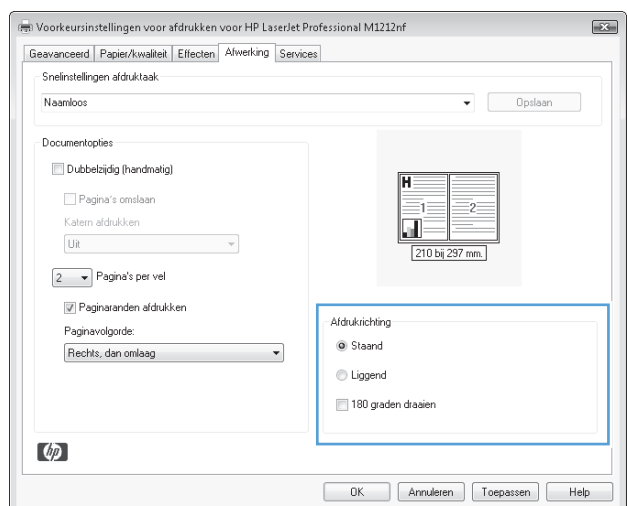 Voorkeursinstellingen voor afdrukken voor HP LaserJet Professional M1212nf
Geavanceerd Papier/kwaliteit Effecten Afwerking Services
Snelinstellingen afdruktaak
Naamloos
Opslaan
Documentopties
Dubbelzijdig (handmatig)
Pagina's omslaan
Katern afdrukken
Uit
2 Pagina's per vel
Paginaranden afdrukken
Paginavolgorde:
Rechts, dan omlaag
H
1 2
210 bij 297 mm.
Afdrukrichting
Staand
Liggend
180 graden draaien
hp
OK Annuleren Toepassen Help